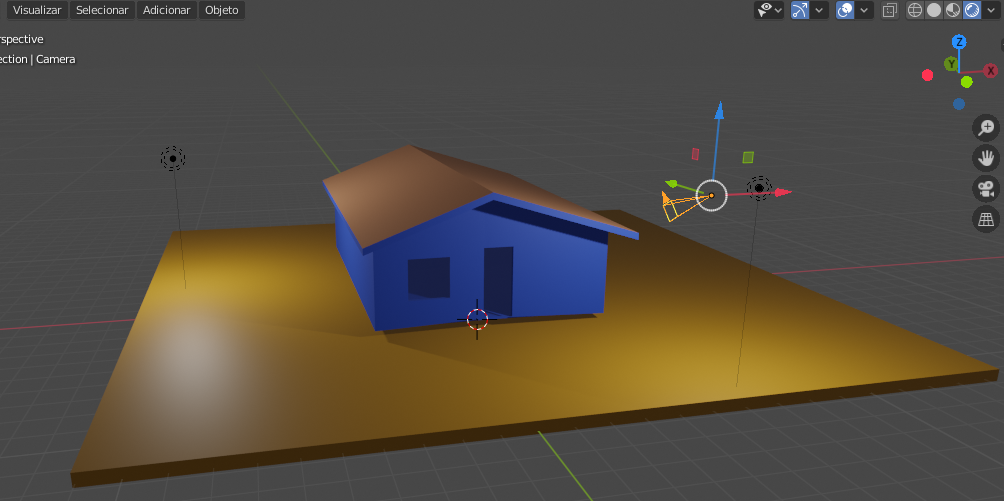 Visualizar Selecionar Adicionar Objeto
rspective
ection | Camera
Z
Y
X